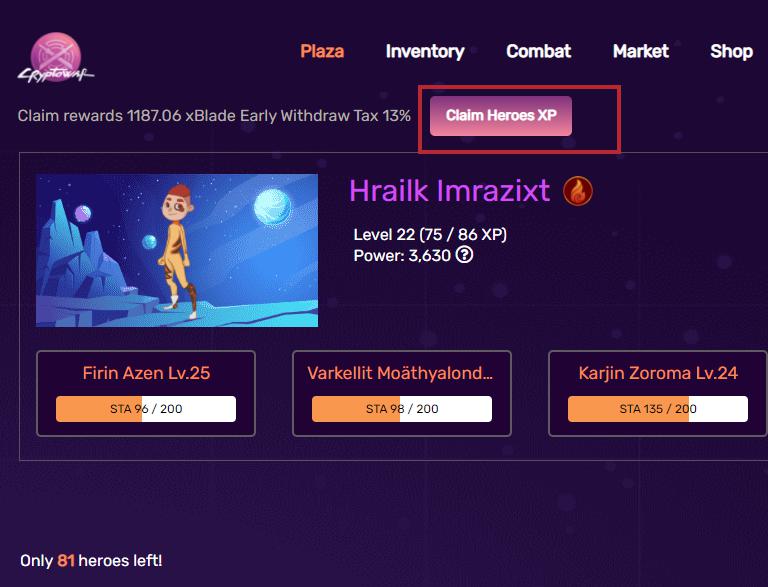 Cryptowar
Plaza Inventory Combat Market Shop
Claim rewards 1187.06 xBlade Early Withdraw Tax 13% Claim Heroes XP
Hrailk Imrazixt
Level 22 (75 / 86 XP)
Power: 3,630 ?
Firin Azen Lv.25 Varkellit Moäthyalond... Karjin Zoroma Lv.24
STA 96 / 200 STA 98 / 200 STA 135 / 200
Only 81 heroes left!